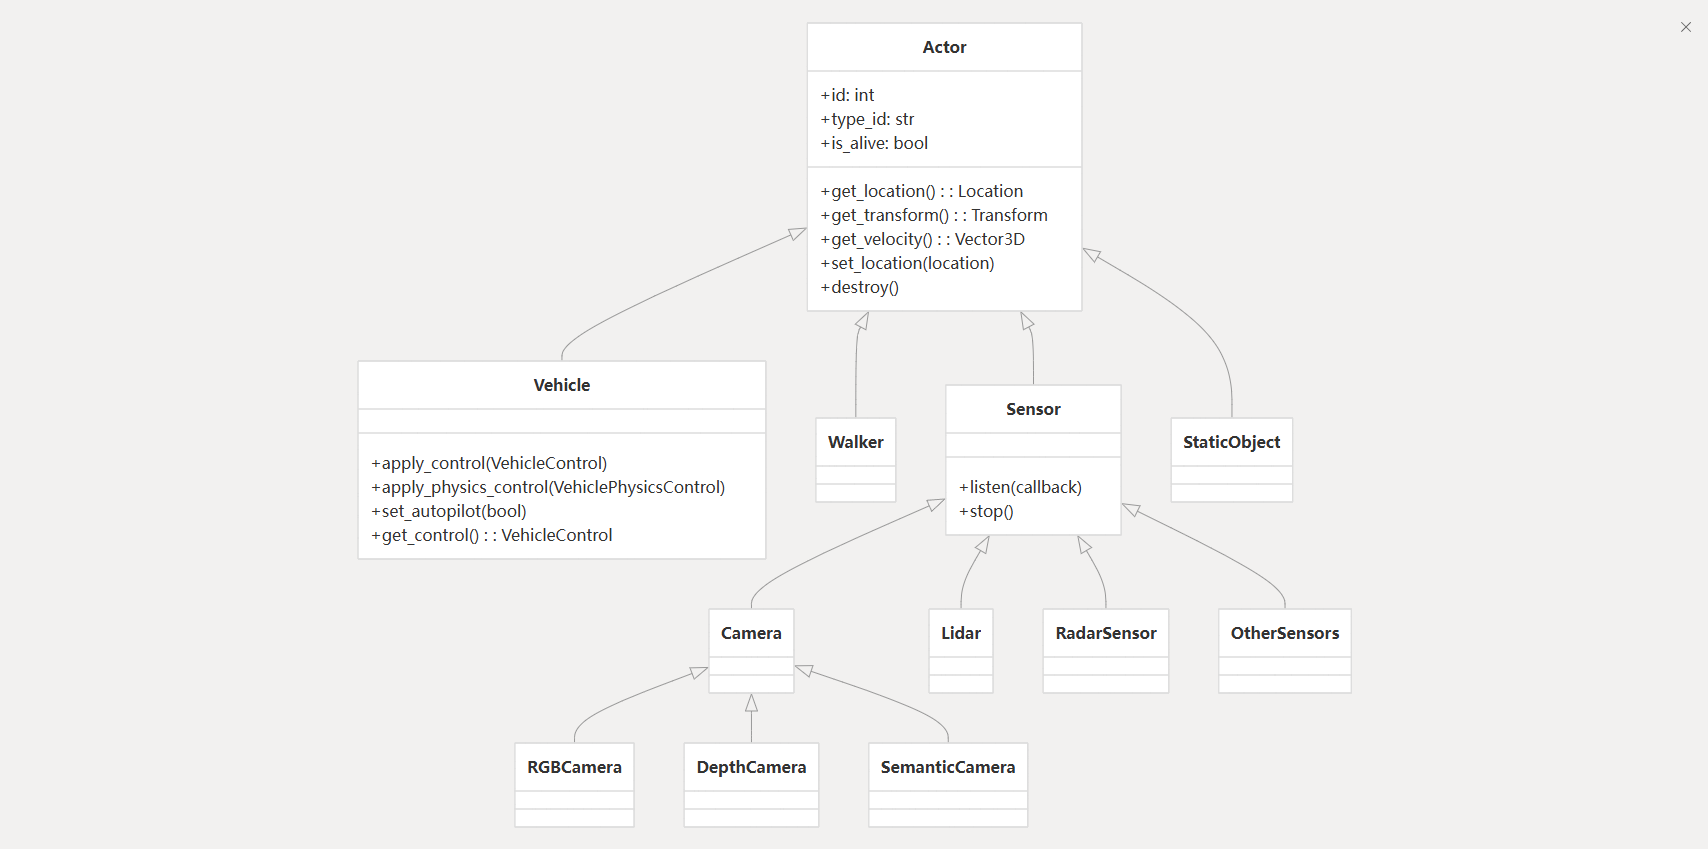 Actor
+id: int
+type_id: str
+is_alive: bool
+get_location() : : Location
+get_transform() : : Transform
+get_velocity() : : Vector3D
+set_location(location)
+destroy()
Vehicle
+apply_control(VehicleControl)
+apply_physics_control(VehiclePhysicsControl)
+set_autopilot(bool)
+get_control() : : VehicleControl
Walker
Sensor
+listen(callback)
+stop()
StaticObject
Camera
Lidar
RadarSensor
OtherSensors
RGBCamera
DepthCamera
SemanticCamera